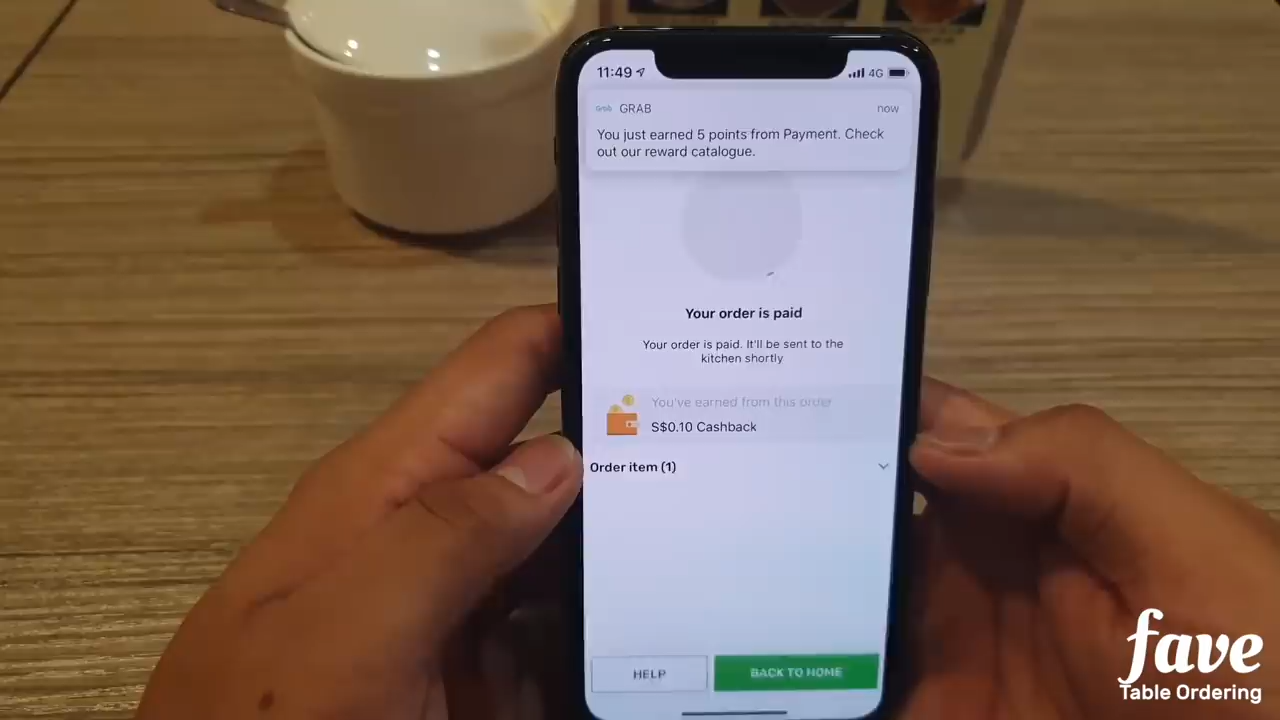 11:49
4G
Grab GRAB now
You just earned 5 points from Payment. Check
out our reward catalogue.
Your order is paid
Your order is paid. It'll be sent to the
kitchen shortly
You've earned from this order
S$0.10 Cashback
Order item (1)
HELP
BACK TO HOME
fave
Table Ordering